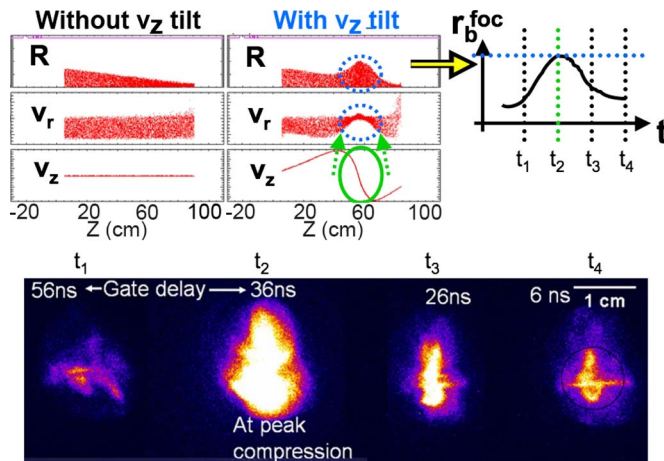 Without vz tilt
With vz tilt
R
R
vr
vr
vz
vz
-20 20 60 100
-20 20 60 100
Z (cm)
Z (cm)
rb^foc
t
t1 t2 t3 t4
t1 t2 t3 t4
56ns Gate delay 36ns 26ns 6 ns 1 cm
At peak
compression